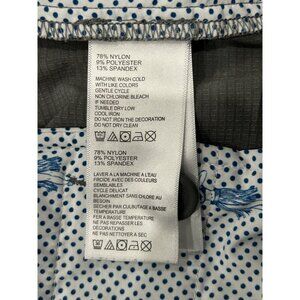 78% NYLON
9% POLYESTER
13% SPANDEX
MACHINE WASH COLD
WITH LIKE COLORS
GENTLE CYCLE
NON CHLORINE BLEACH
IF NEEDED
TUMBLE DRY LOW
COOL IRON
DO NOT IRON THE DECORATION
DO NOT DRY CLEAN
78% NYLON
9% POLYESTER
13% SPANDEX
LAVER A LA MACHINE A L'EAU
FROIDE AVEC DES COULEURS
SEMBLABLES
CYCLE DELICAT
BLANCHIMENT SANS CHLORE AU
BESOIN
SECHER PAR CULBUTAGE A BASSE
TEMPERATURE
FER A BASSE TEMPERATURE
NE PAS REPASSER LES
DECORATIONS
NE PAS NETTOYER A SEC